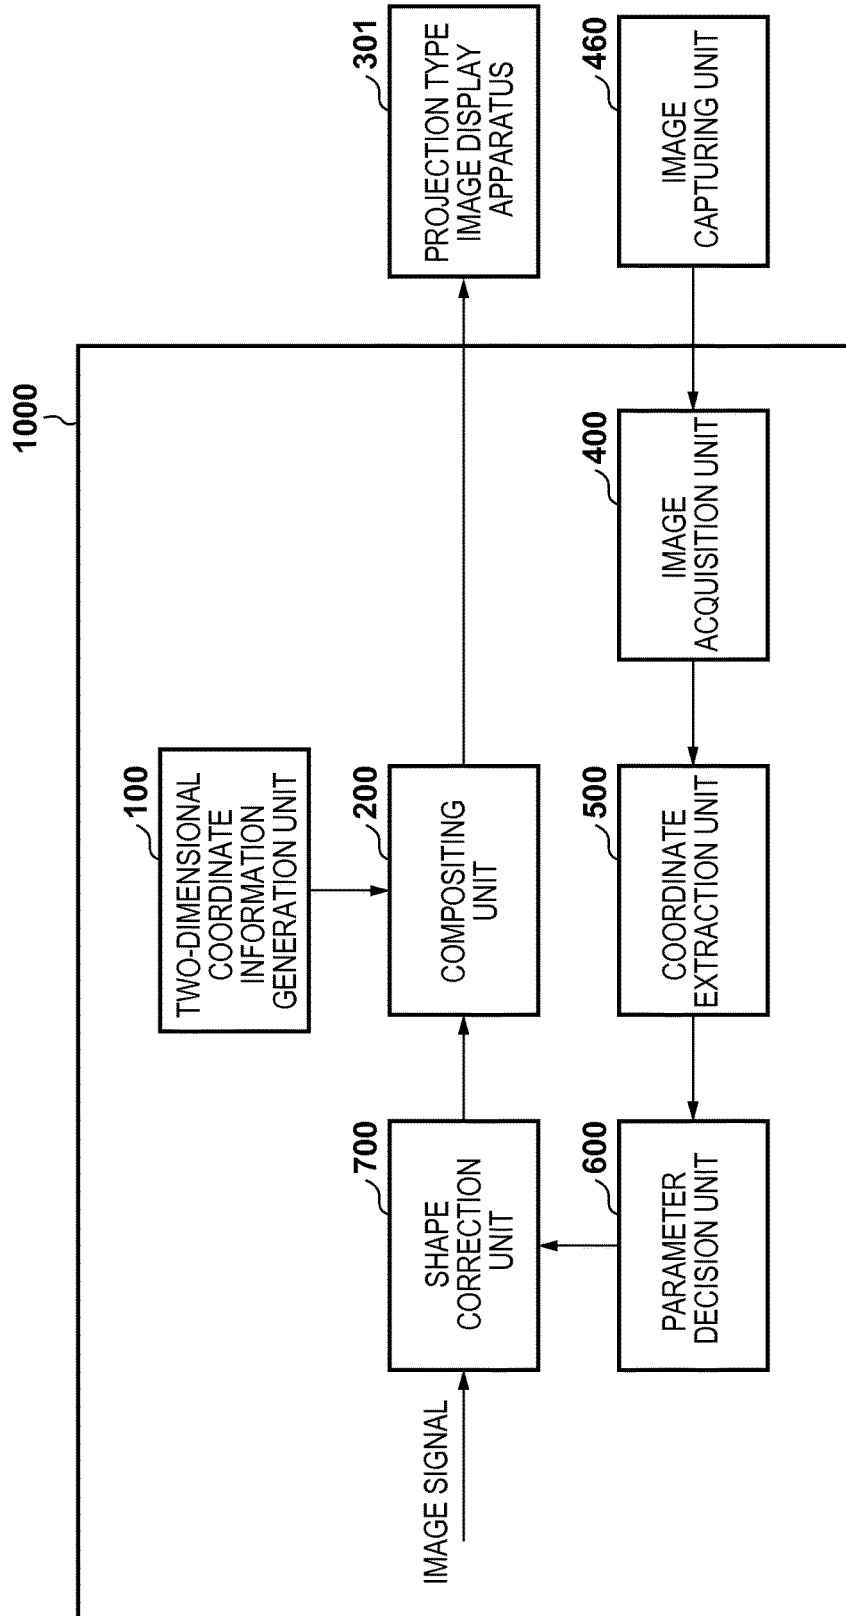 1000
100
TWO-DIMENSIONAL
COORDINATE
INFORMATION
GENERATION UNIT
IMAGE SIGNAL
700
SHAPE
CORRECTION
UNIT
200
COMPOSITING
UNIT
301
PROJECTION TYPE
IMAGE DISPLAY
APPARATUS
600
PARAMETER
DECISION UNIT
500
COORDINATE
EXTRACTION UNIT
400
IMAGE
ACQUISITION UNIT
460
IMAGE
CAPTURING UNIT